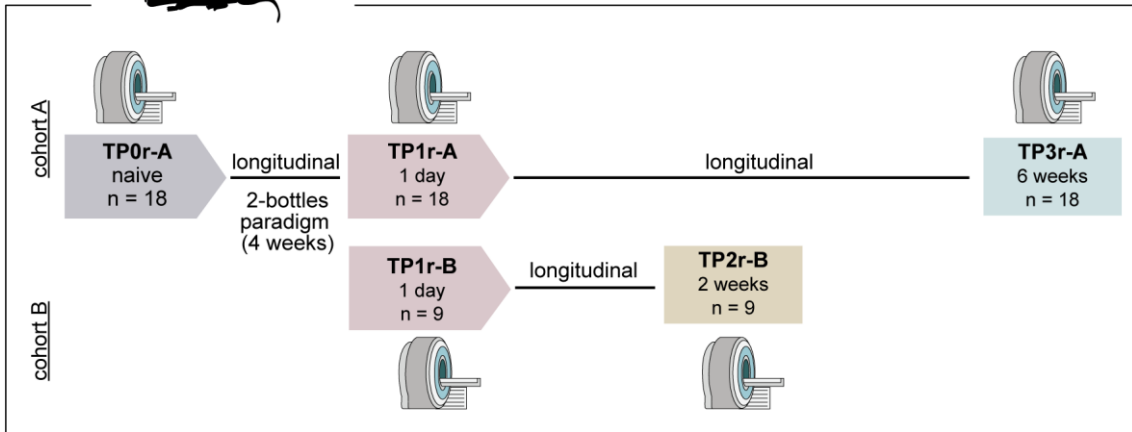 cohort A
TP0r-A
naive
n = 18
longitudinal
2-bottles
paradigm
(4 weeks)
TP1r-A
1 day
n = 18
longitudinal
TP3r-A
6 weeks
n = 18
cohort B
TP1r-B
1 day
n = 9
longitudinal
TP2r-B
2 weeks
n = 9